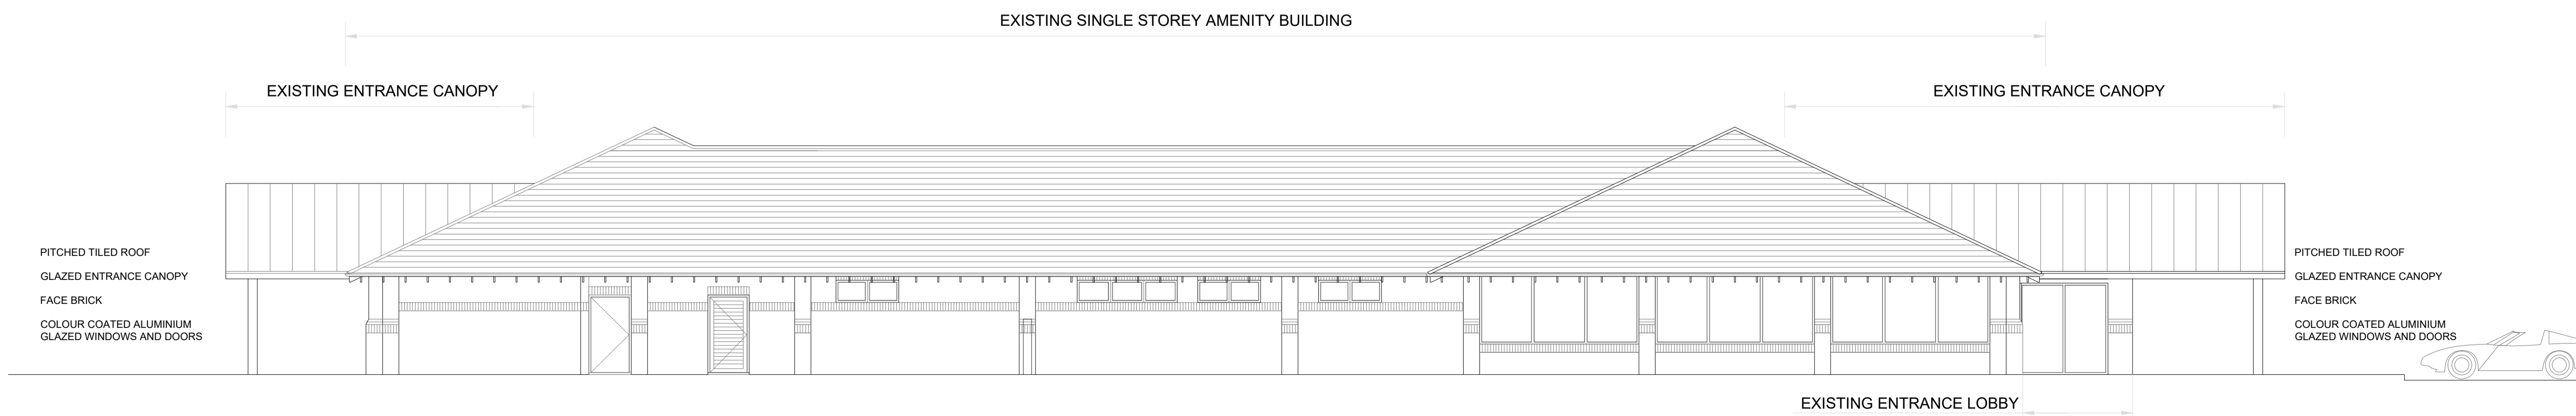 EXISTING SINGLE STOREY AMENITY BUILDING
EXISTING ENTRANCE CANOPY
EXISTING ENTRANCE CANOPY
PITCHED TILED ROOF
GLAZED ENTRANCE CANOPY
FACE BRICK
COLOUR COATED ALUMINIUM
GLAZED WINDOWS AND DOORS
PITCHED TILED ROOF
GLAZED ENTRANCE CANOPY
FACE BRICK
COLOUR COATED ALUMINIUM
GLAZED WINDOWS AND DOORS
EXISTING ENTRANCE LOBBY